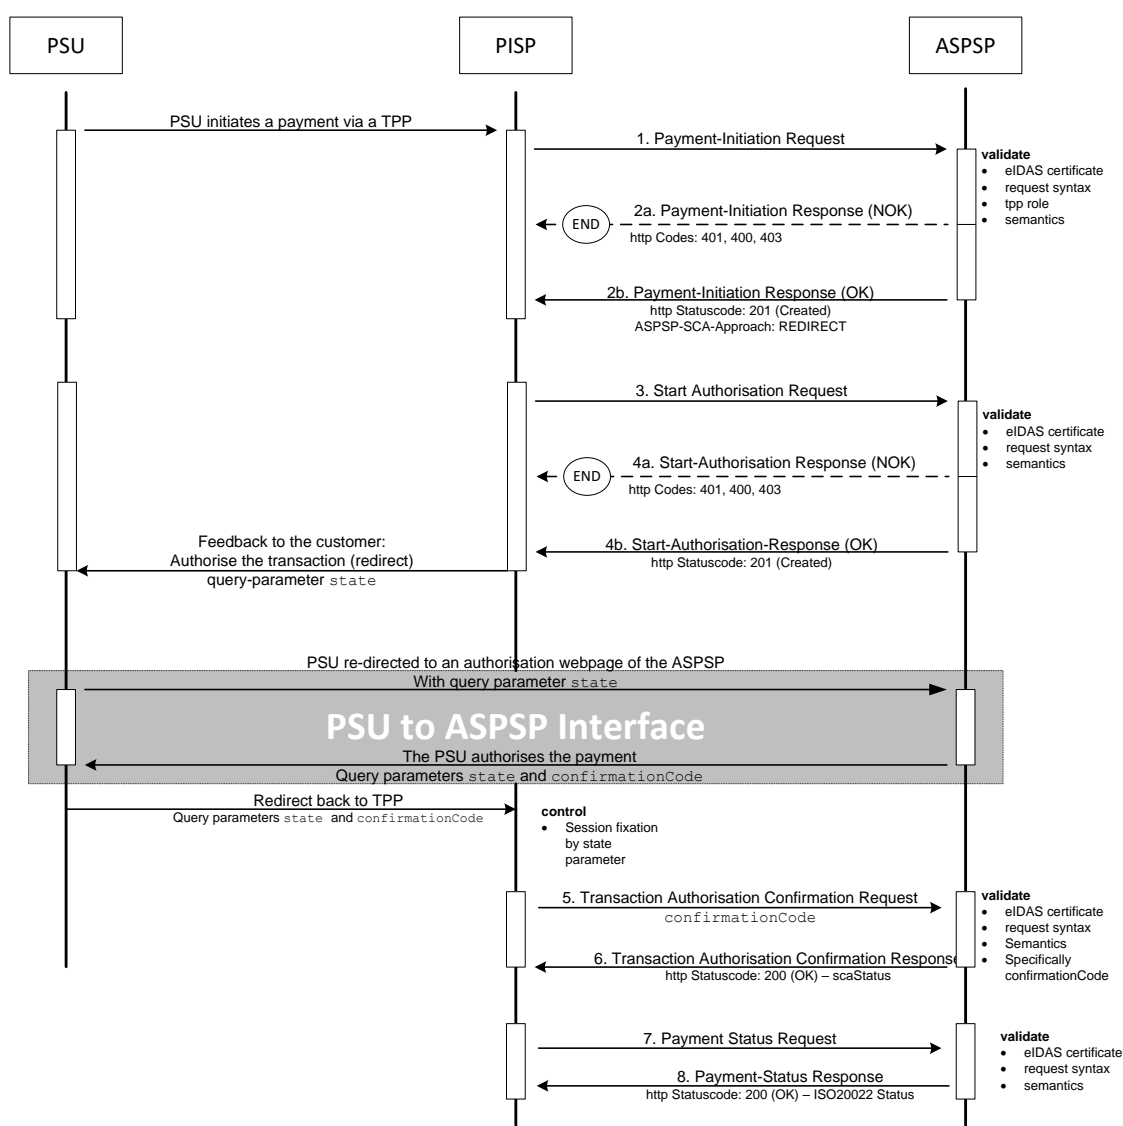 PSU
PISP
ASPSP
PSU initiates a payment via a TPP
1. Payment-Initiation Request
validate
• eIDAS certificate
• request syntax
• tpp role
• semantics
2a. Payment-Initiation Response (NOK)
END
http Codes: 401, 400, 403
2b. Payment-Initiation Response (OK)
http Statuscode: 201 (Created)
ASPSP-SCA-Approach: REDIRECT
3. Start Authorisation Request
validate
• eIDAS certificate
• request syntax
• semantics
4a. Start-Authorisation Response (NOK)
END
http Codes: 401, 400, 403
4b. Start-Authorisation-Response (OK)
http Statuscode: 201 (Created)
Feedback to the customer:
Authorise the transaction (redirect)
query-parameter state
PSU re-directed to an authorisation webpage of the ASPSP
With query parameter state
PSU to ASPSP Interface
The PSU authorises the payment
Query parameters state and confirmationCode
Redirect back to TPP
Query parameters state and confirmationCode
control
• Session fixation
by state
parameter
5. Transaction Authorisation Confirmation Request
confirmationCode
validate
• eIDAS certificate
• request syntax
• Semantics
• Specifically
confirmationCode
6. Transaction Authorisation Confirmation Response
http Statuscode: 200 (OK) – scaStatus
7. Payment Status Request
validate
• eIDAS certificate
• request syntax
• semantics
8. Payment-Status Response
http Statuscode: 200 (OK) – ISO20022 Status